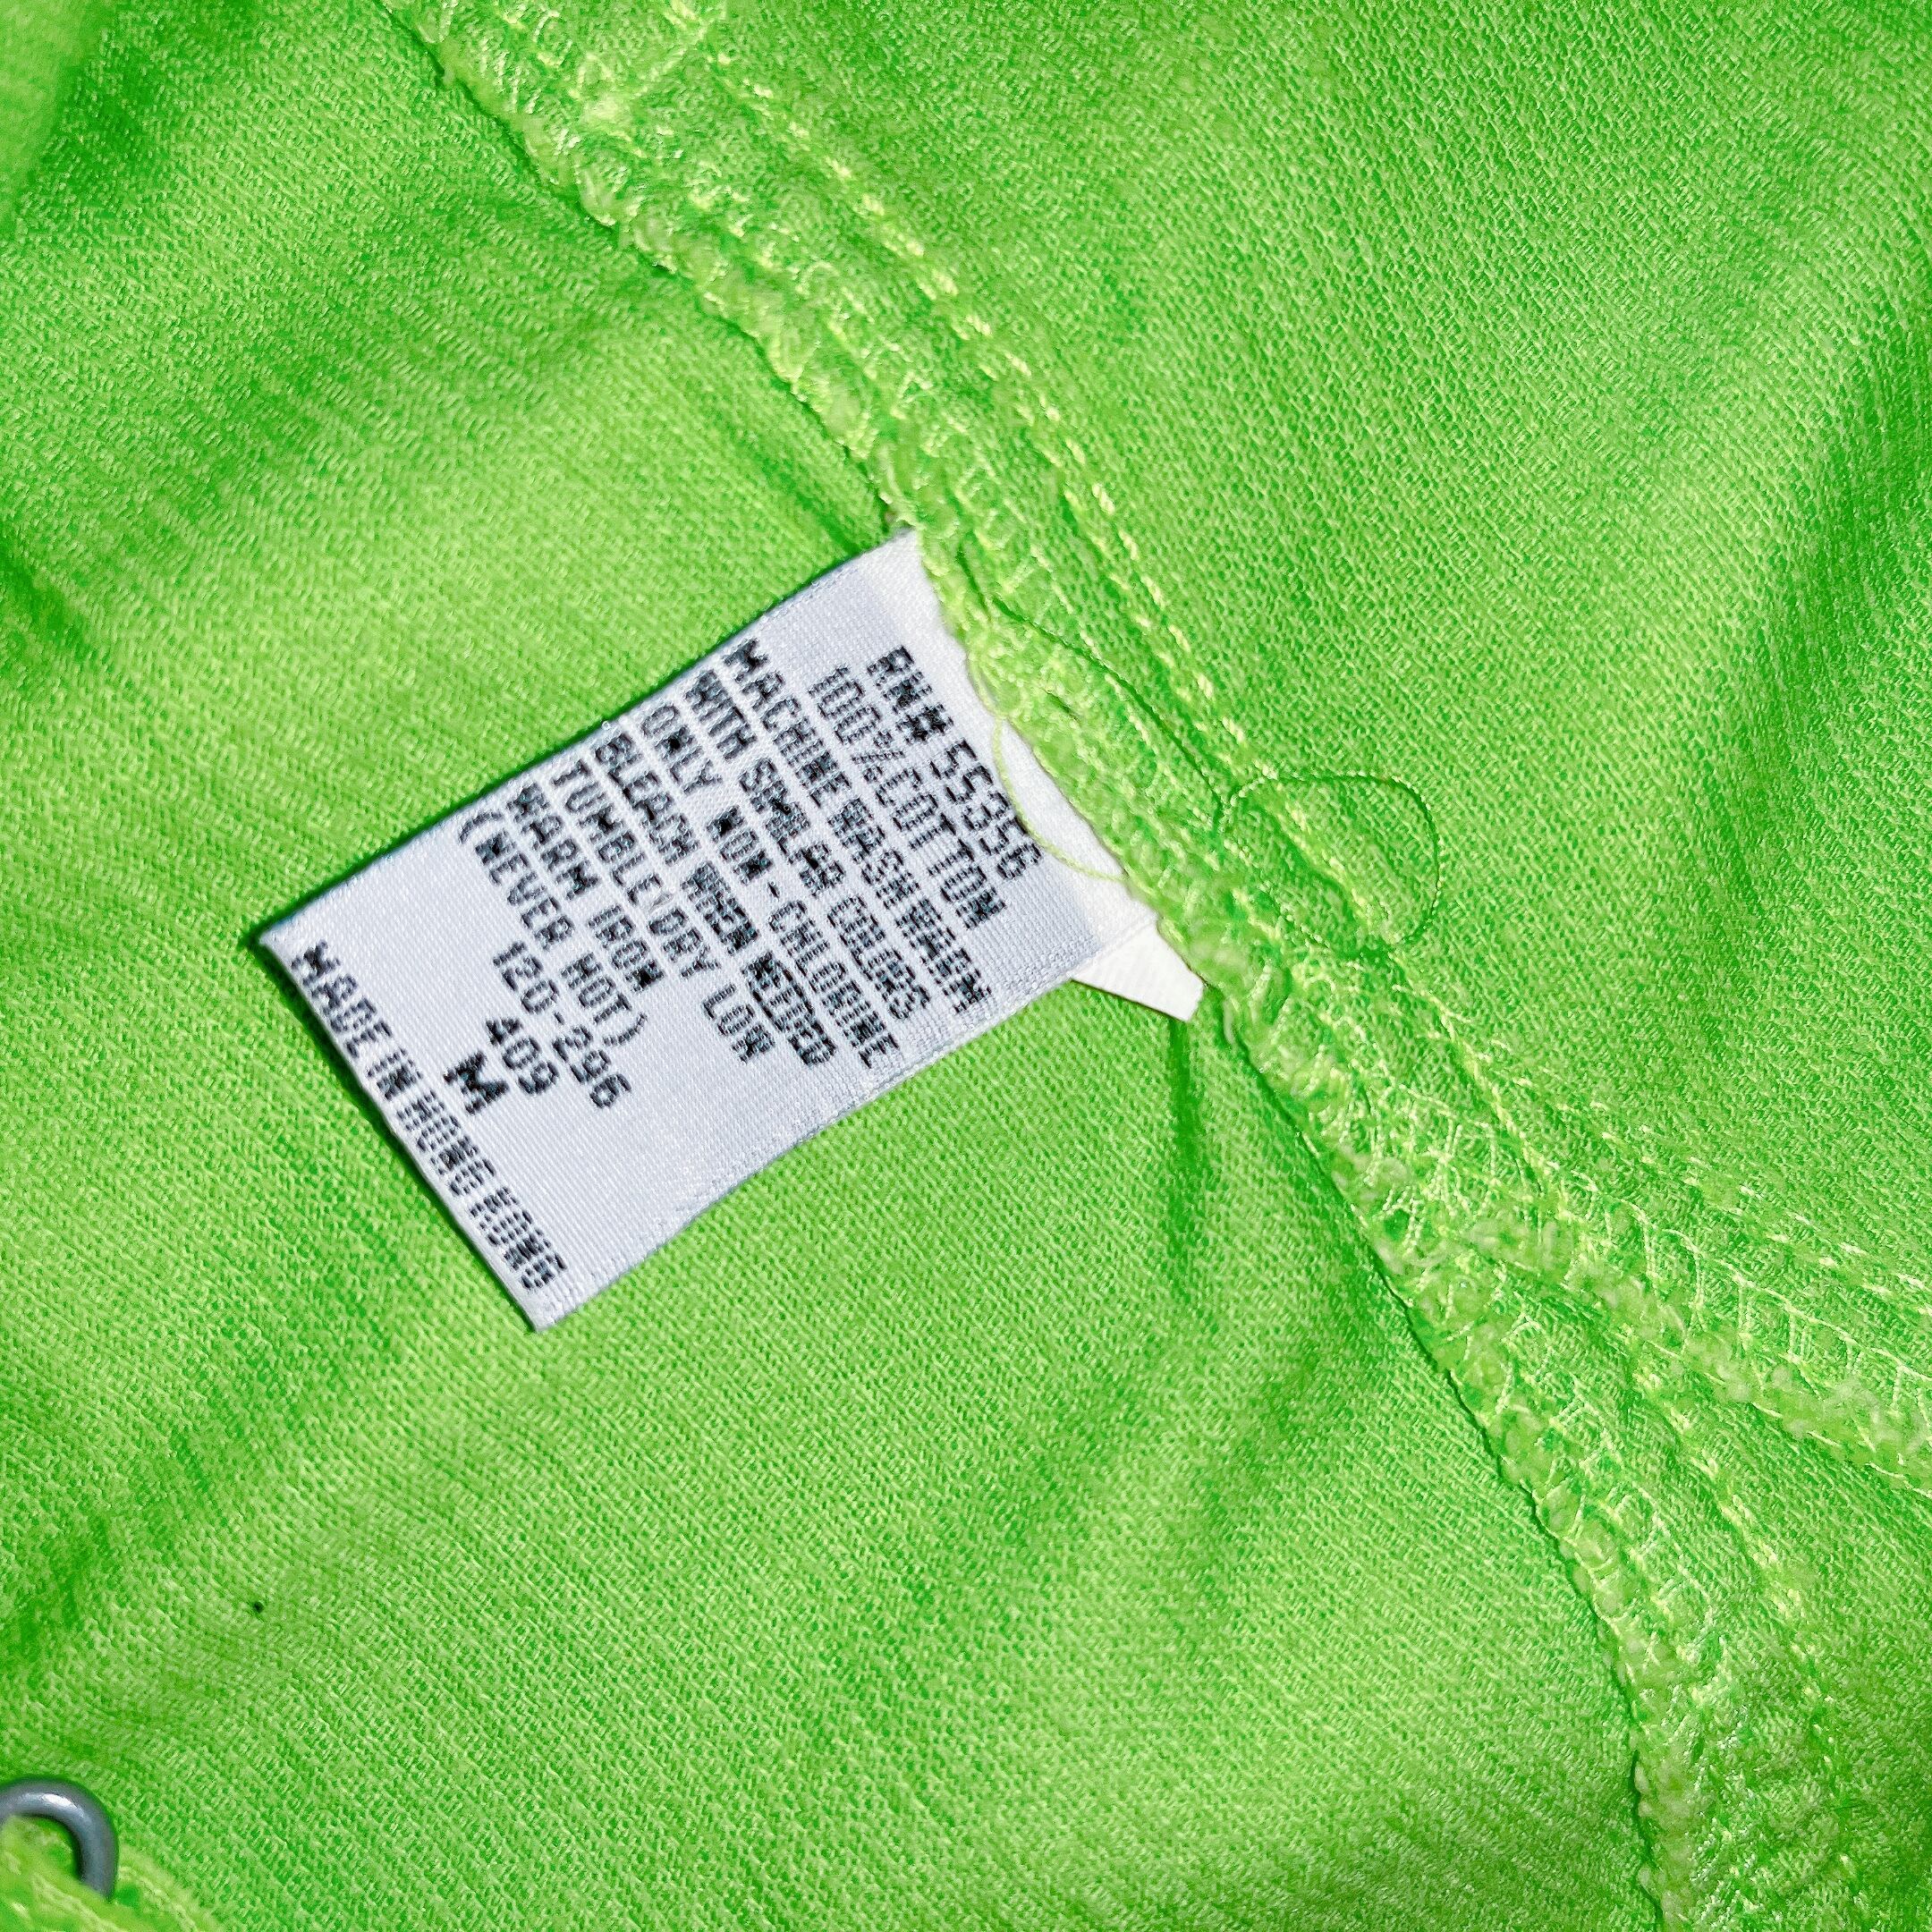 RN# 55356
100% COTTON
MACHINE WASH WARM
WITH SIMILAR COLORS
ONLY NON-CHLORINE
BLEACH WHEN NEEDED
TUMBLE DRY LOW
WARM IRON
(NEVER HOT)
120-296
409
M
MADE IN HONG KONG